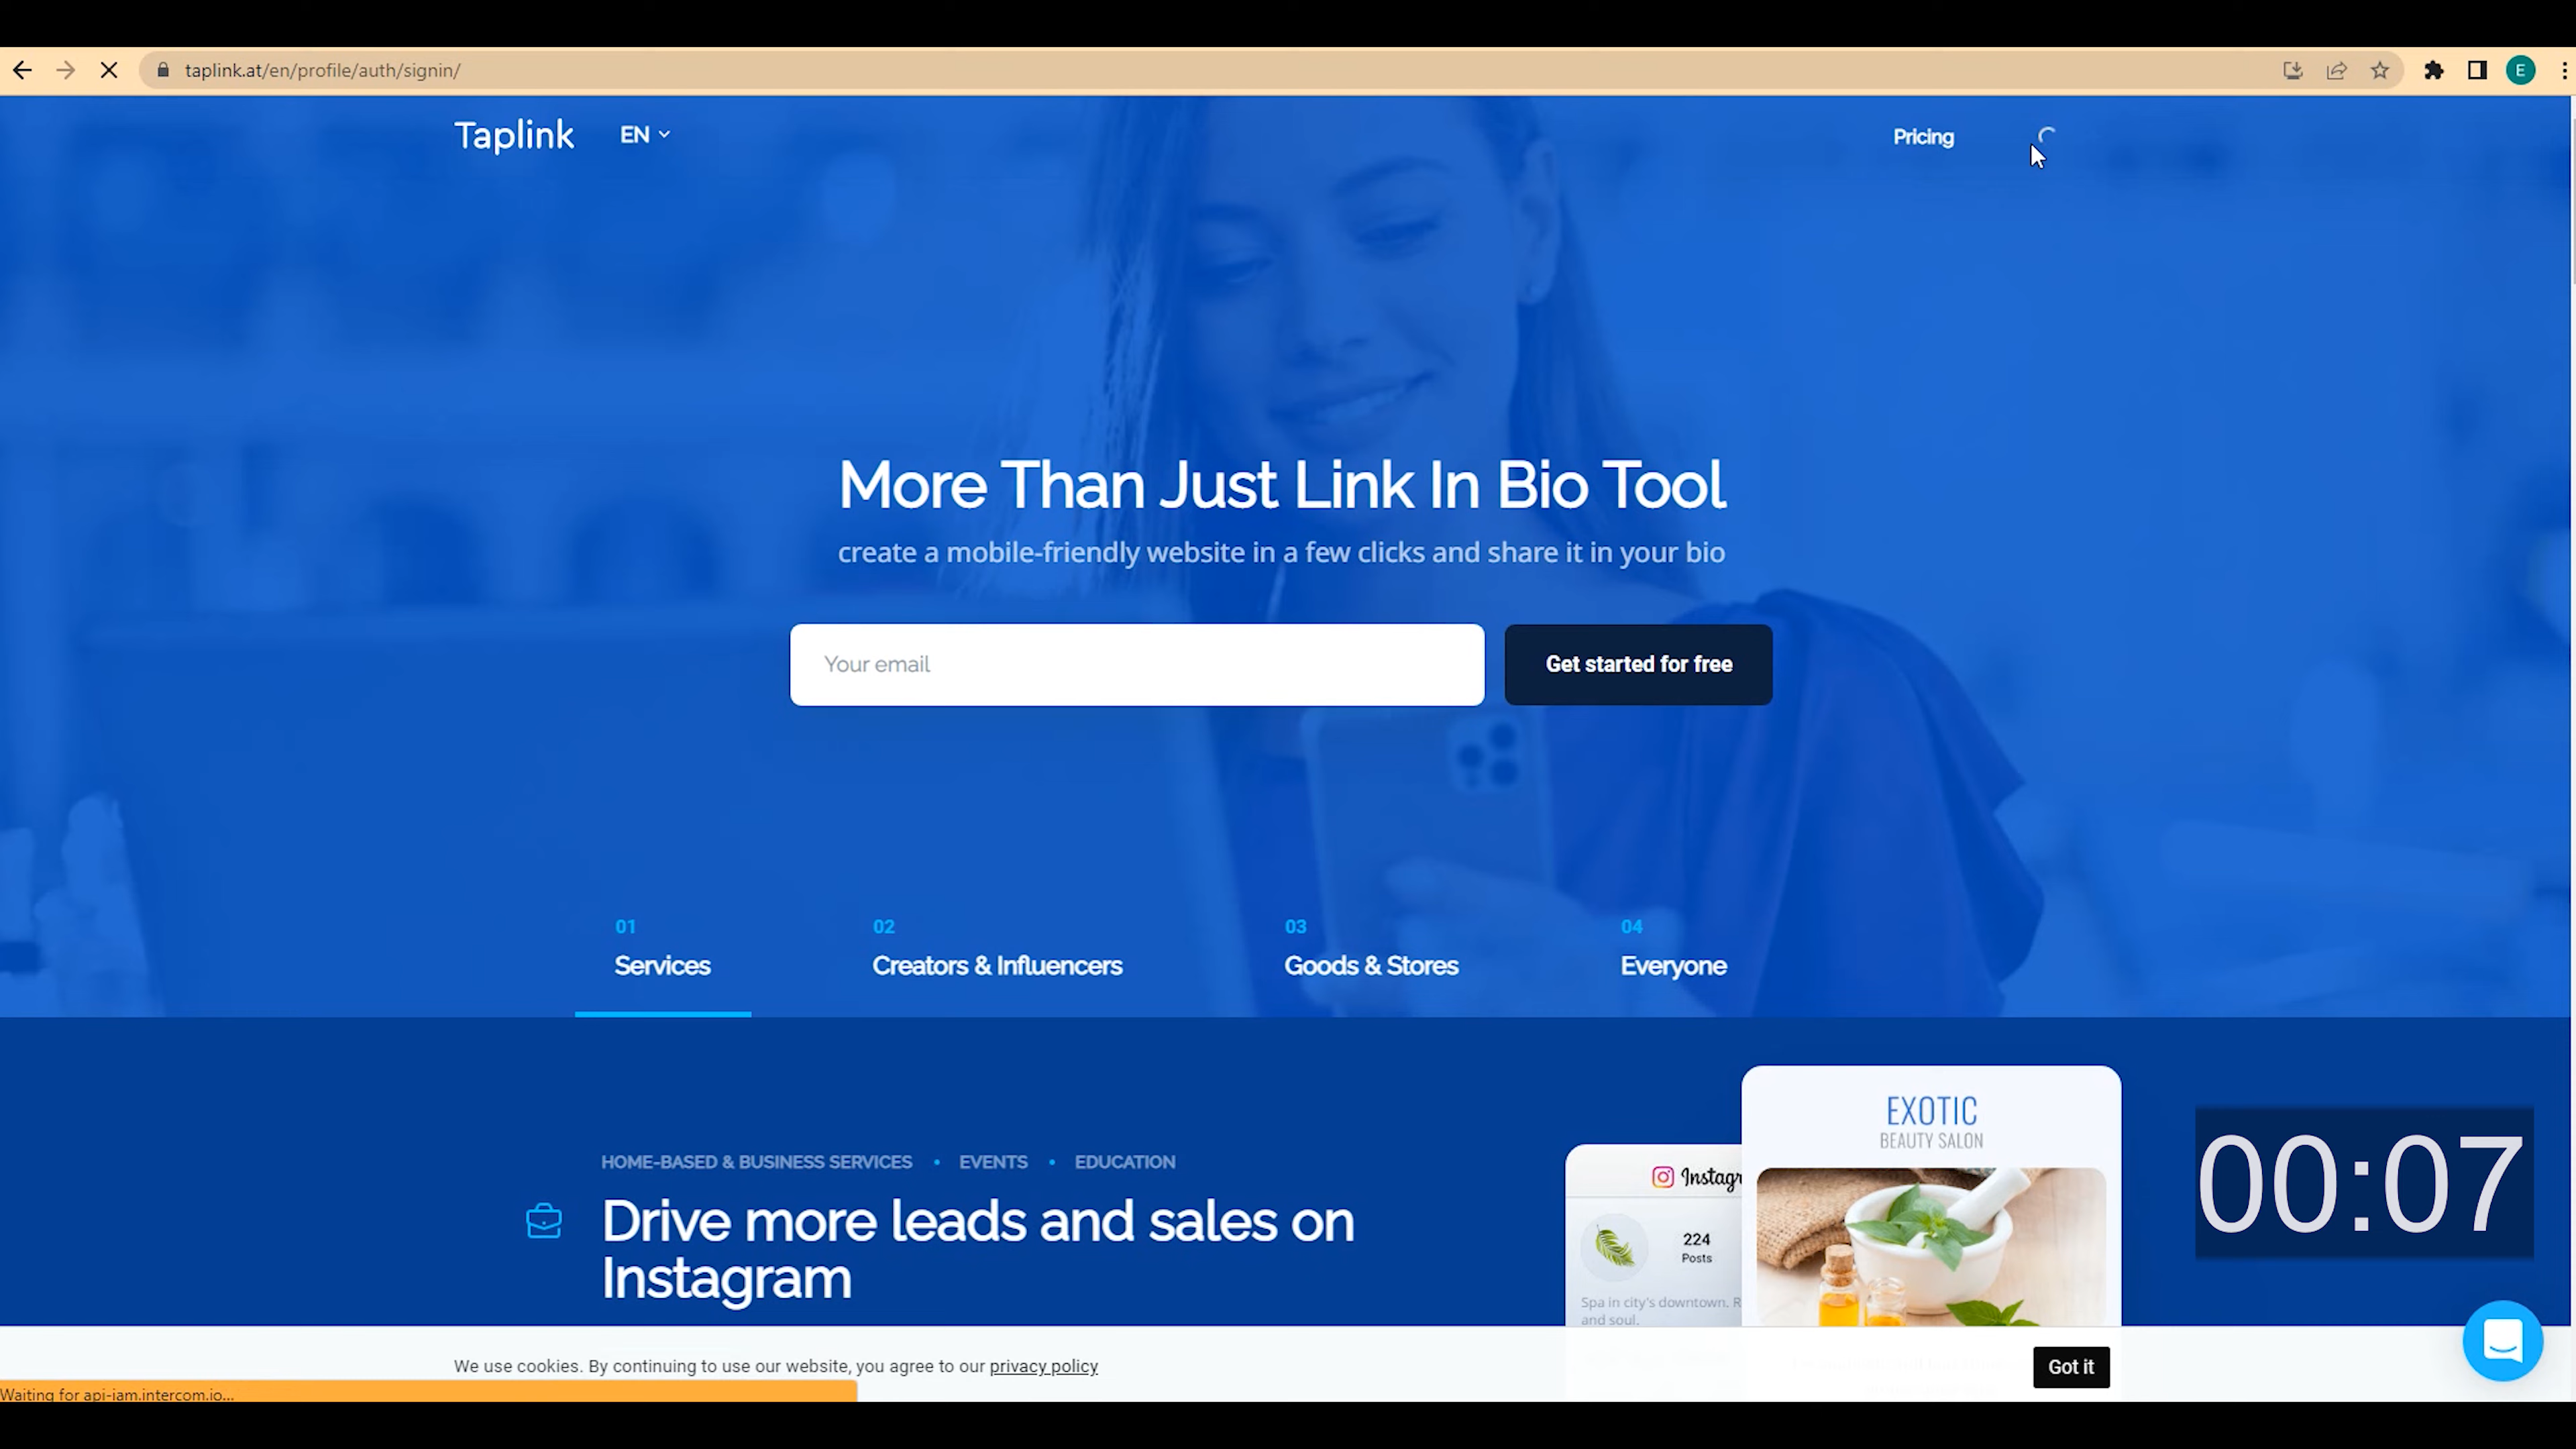 taplink.at/en/profile/auth/signin/
E
Taplink
EN
Pricing
More Than Just Link In Bio Tool
create a mobile-friendly website in a few clicks and share it in your bio
Your email
Get started for free
01
Services
02
Creators & Influencers
03
Goods & Stores
04
Everyone
HOME-BASED & BUSINESS SERVICES • EVENTS • EDUCATION
Drive more leads and sales on
Instagram
EXOTIC
BEAUTY SALON
Instagr
224
Posts
Spa in city's downtown. R
and soul.
00:07
We use cookies. By continuing to use our website, you agree to our privacy policy
Got it
Waiting for api-iam.intercom.io...